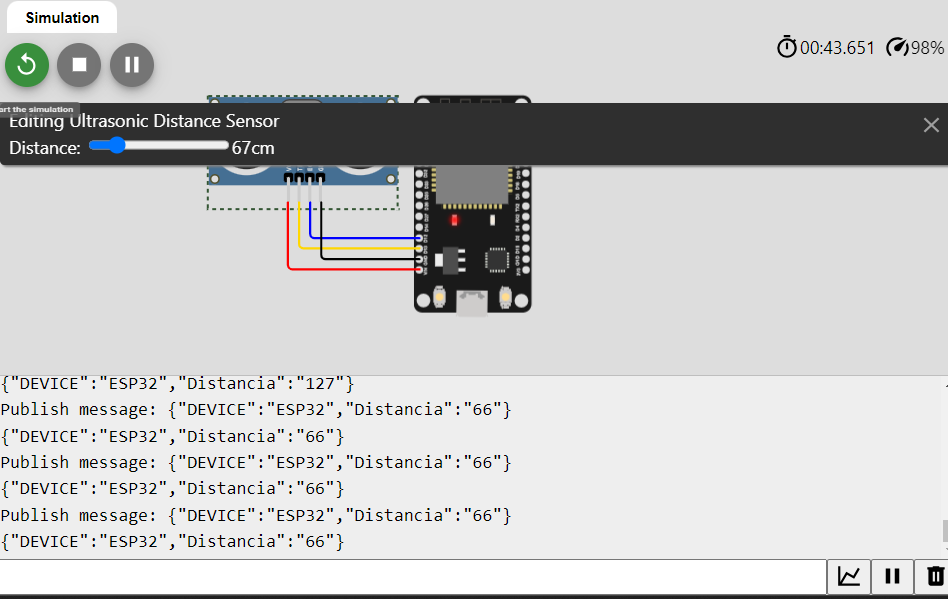 Simulation
00:43.651 98%
art the simulation
Editing Ultrasonic Distance Sensor
Distance: 67cm
{"DEVICE":"ESP32","Distancia":"127"}
Publish message: {"DEVICE":"ESP32","Distancia":"66"}
{"DEVICE":"ESP32","Distancia":"66"}
Publish message: {"DEVICE":"ESP32","Distancia":"66"}
{"DEVICE":"ESP32","Distancia":"66"}
Publish message: {"DEVICE":"ESP32","Distancia":"66"}
{"DEVICE":"ESP32","Distancia":"66"}